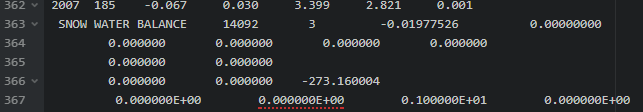 362 2007 185 -0.067 0.030 3.399 2.821 0.001
363 SNOW WATER BALANCE 14092 3 -0.01977526 0.00000000
364 0.000000 0.000000 0.000000 0.000000
365 0.000000 0.000000
366 0.000000 0.000000 -273.160004
367 0.000000E+00 0.000000E+00 0.100000E+01 0.000000E+00